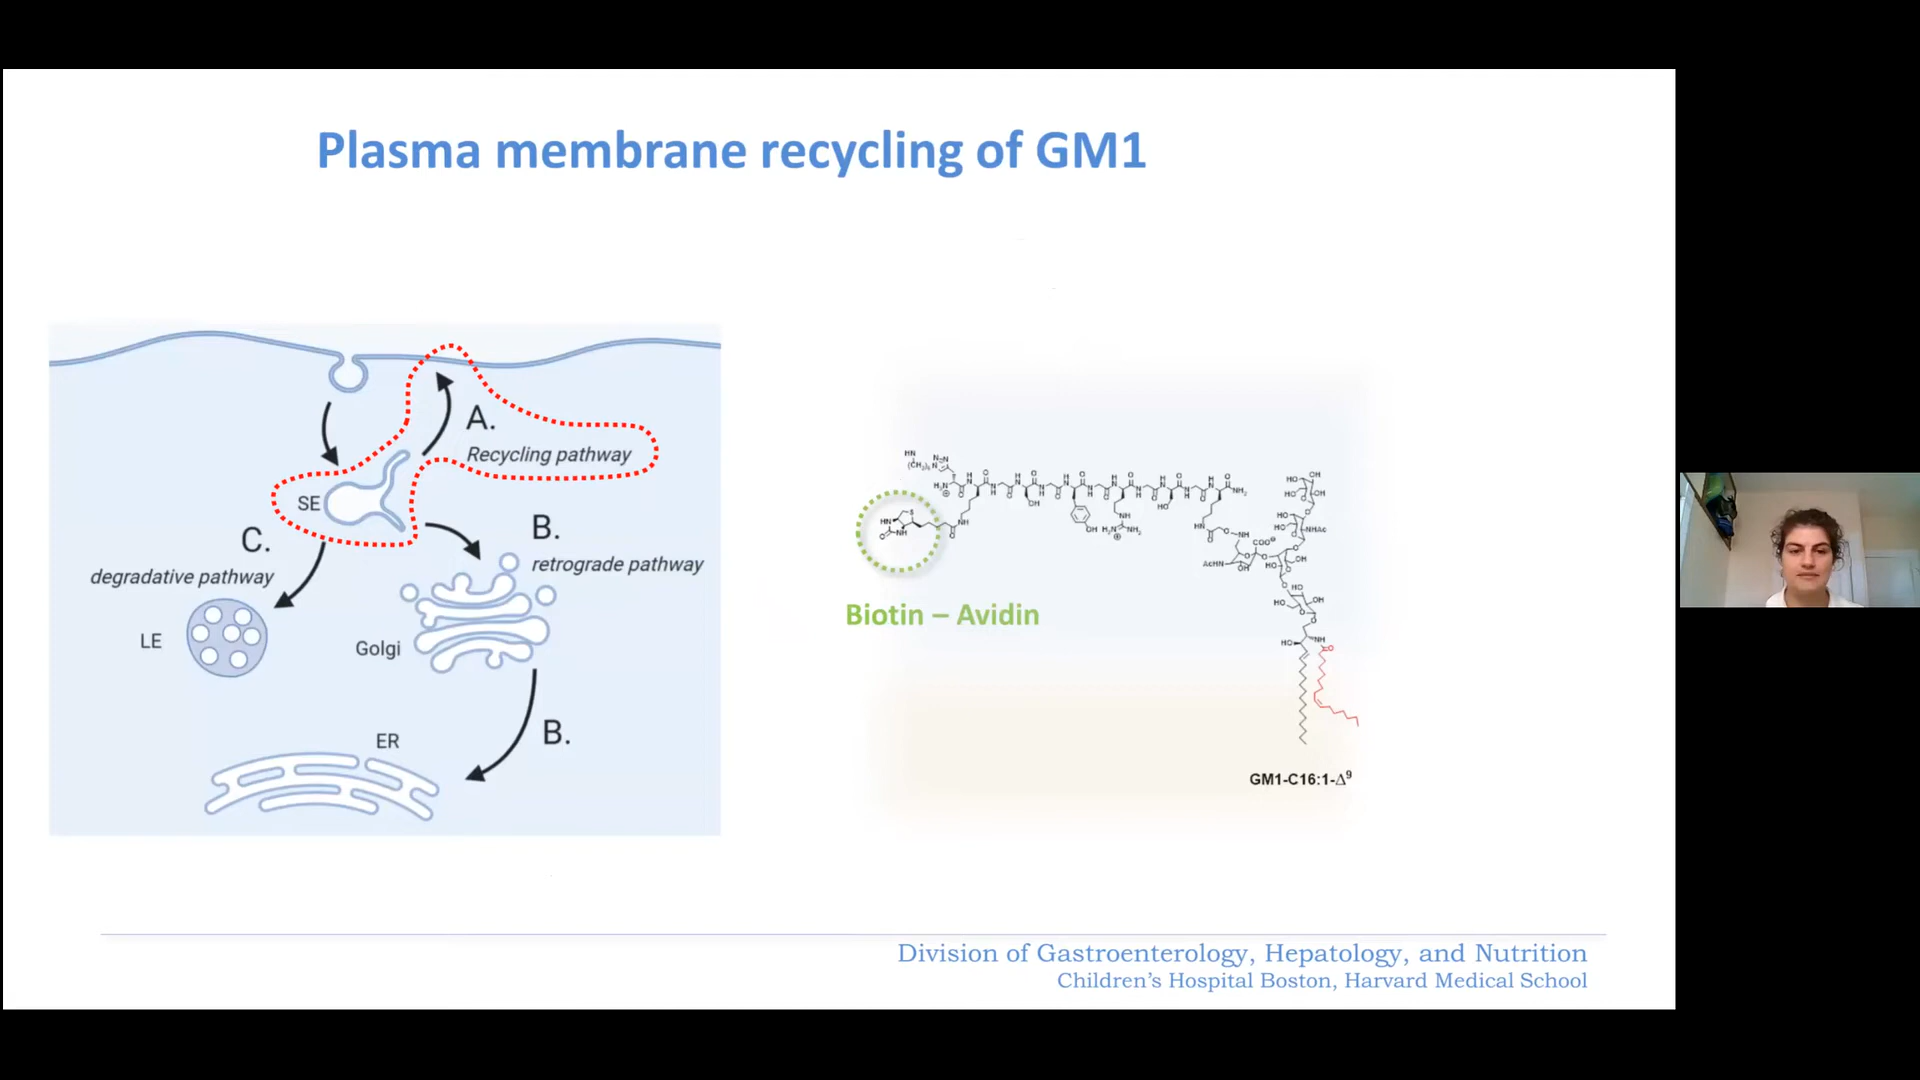 Plasma membrane recycling of GM1
A.
Recycling pathway
SE
B.
retrograde pathway
C.
degradative pathway
LE
Golgi
ER
B.
Biotin – Avidin
GM1-C16:1-Δ⁹
Division of Gastroenterology, Hepatology, and Nutrition
Children's Hospital Boston, Harvard Medical School